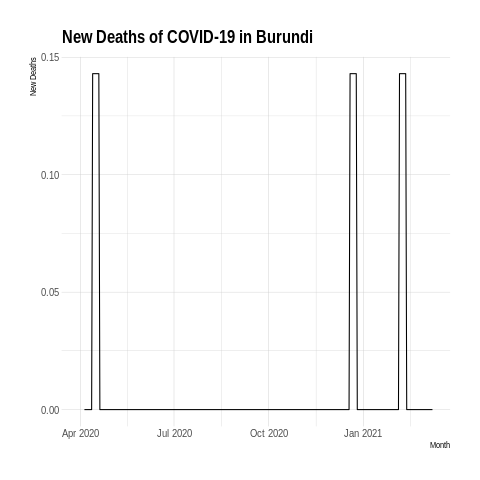 New Deaths of COVID-19 in Burundi
New Deaths
0.15
0.10
0.05
0.00
Apr 2020 Jul 2020 Oct 2020 Jan 2021
Month